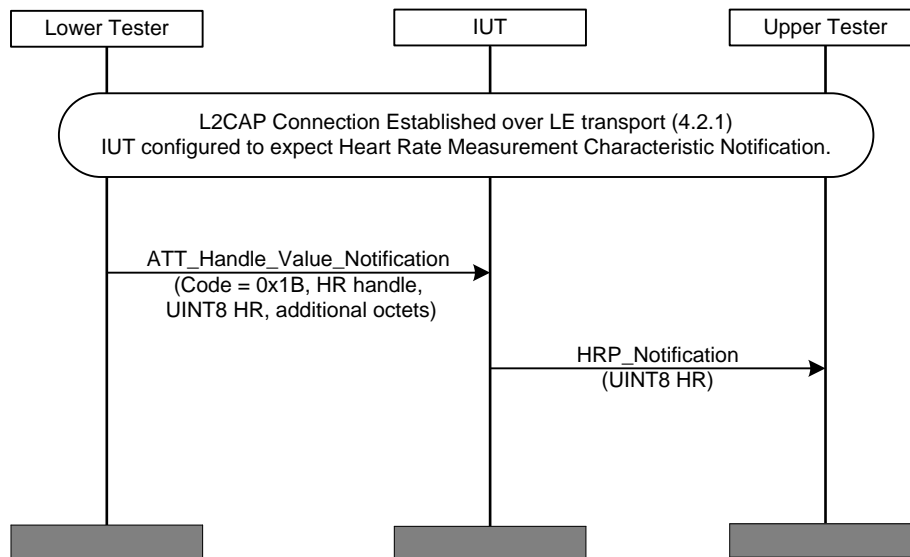 Lower Tester
IUT
Upper Tester
L2CAP Connection Established over LE transport (4.2.1)
IUT configured to expect Heart Rate Measurement Characteristic Notification.
ATT_Handle_Value_Notification
(Code = 0x1B, HR handle,
UINT8 HR, additional octets)
HRP_Notification
(UINT8 HR)